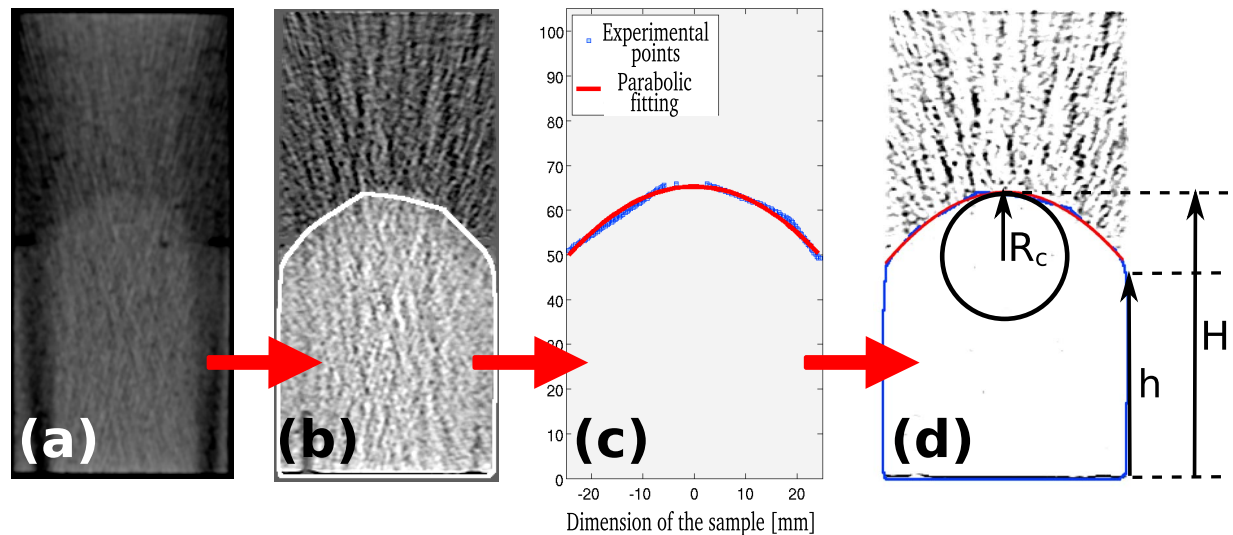 (a)
(b)
100
90
80
70
60
50
40
30
20
10
0
-20 -10 0 10 20
Experimental
points
Parabolic
fitting
(c)
Dimension of the sample [mm]
(d)
Rc
h
H